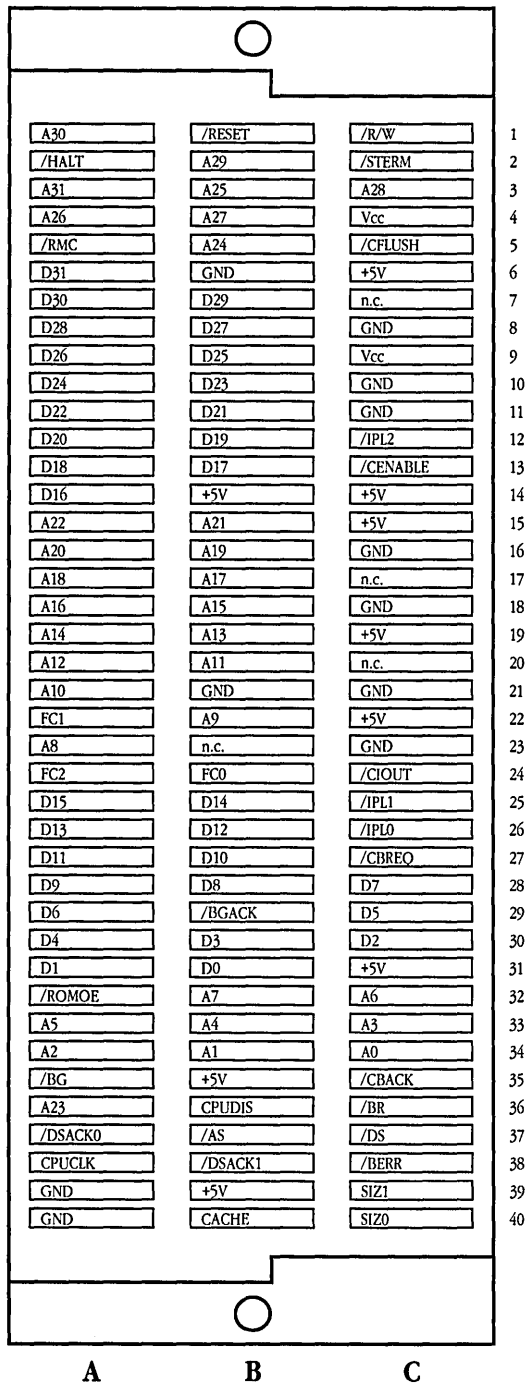 A30 /RESET /R/W 1
/HALT A29 /STERM 2
A31 A25 A28 3
A26 A27 Vcc 4
/RMC A24 /CFLUSH 5
D31 GND +5V 6
D30 D29 n.c. 7
D28 D27 GND 8
D26 D25 Vcc 9
D24 D23 GND 10
D22 D21 GND 11
D20 D19 /IPL2 12
D18 D17 /CENABLE 13
D16 +5V +5V 14
A22 A21 +5V 15
A20 A19 GND 16
A18 A17 n.c. 17
A16 A15 GND 18
A14 A13 +5V 19
A12 A11 n.c. 20
A10 GND GND 21
FC1 A9 +5V 22
A8 n.c. GND 23
FC2 FC0 /CIOUT 24
D15 D14 /IPL1 25
D13 D12 /IPL0 26
D11 D10 /CBREQ 27
D9 D8 D7 28
D6 /BGACK D5 29
D4 D3 D2 30
D1 D0 +5V 31
/ROMOE A7 A6 32
A5 A4 A3 33
A2 A1 A0 34
/BG +5V /CBACK 35
A23 CPUDIS /BR 36
/DSACK0 /AS /DS 37
CPUCLK /DSACK1 /BERR 38
GND +5V SIZ1 39
GND CACHE SIZ0 40
A B C